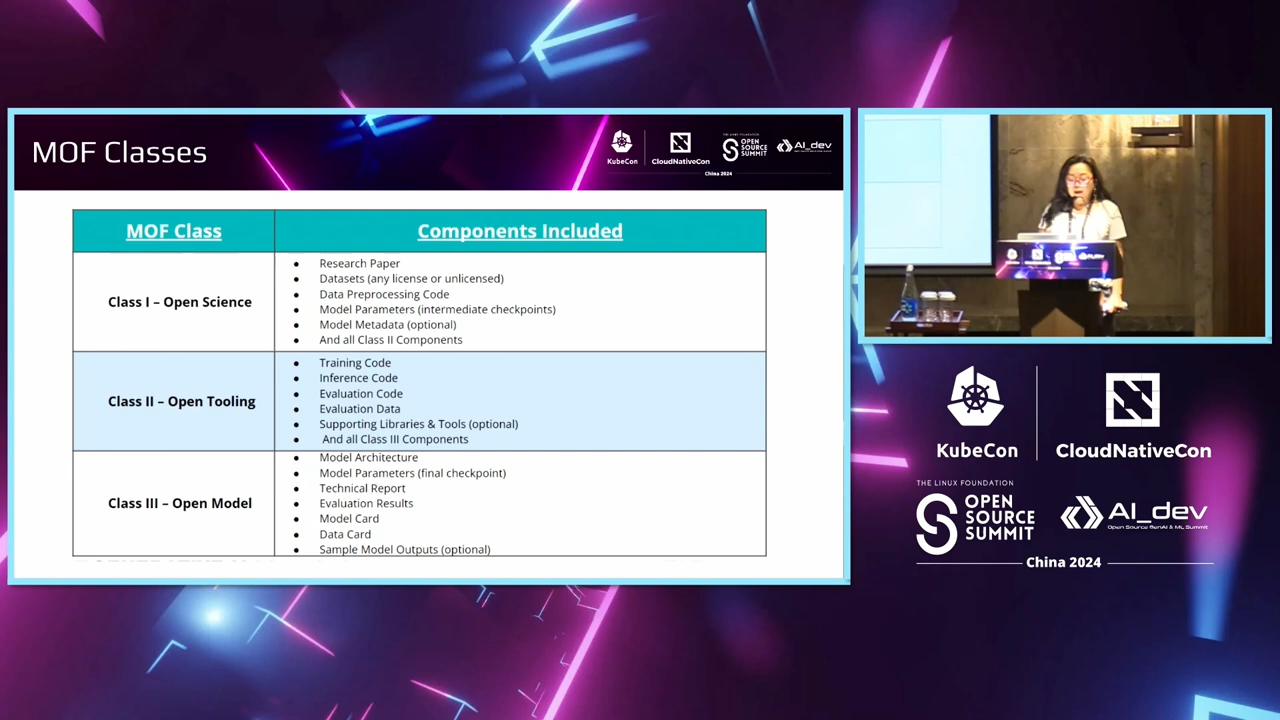 MOF Classes
KubeCon
CloudNativeCon
THE LINUX FOUNDATION
OPEN
SOURCE
SUMMIT
AI_dev
China 2024
MOF Class
Components Included
Class I – Open Science
● Research Paper
● Datasets (any license or unlicensed)
● Data Preprocessing Code
● Model Parameters (intermediate checkpoints)
● Model Metadata (optional)
● And all Class II Components
Class II – Open Tooling
● Training Code
● Inference Code
● Evaluation Code
● Evaluation Data
● Supporting Libraries & Tools (optional)
● And all Class III Components
Class III – Open Model
● Model Architecture
● Model Parameters (final checkpoint)
● Technical Report
● Evaluation Results
● Model Card
● Data Card
● Sample Model Outputs (optional)
KubeCon
CloudNativeCon
THE LINUX FOUNDATION
OPEN
SOURCE
SUMMIT
AI_dev
Open Source GenAI & ML Summit
China 2024